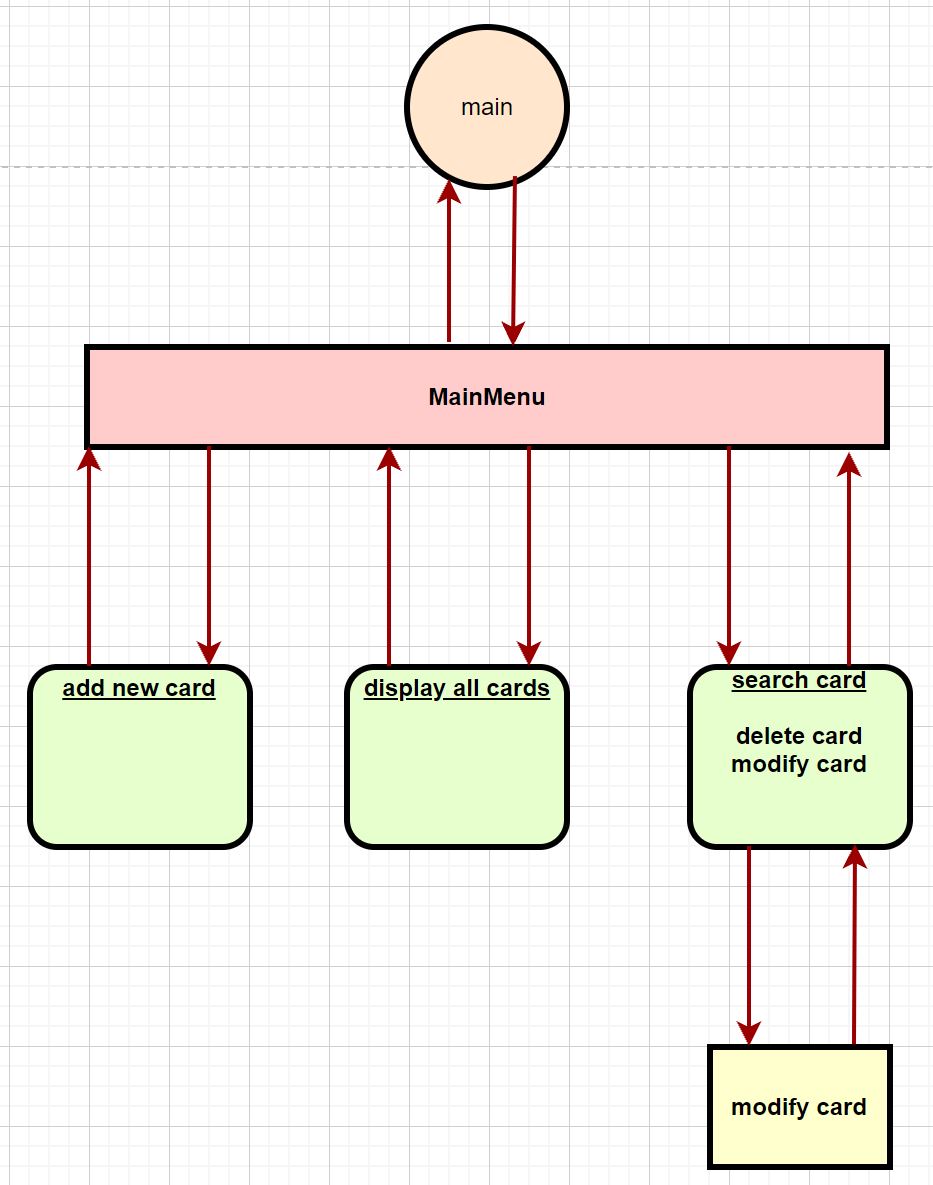 main
MainMenu
add new card
display all cards
search card
delete card
modify card
modify card